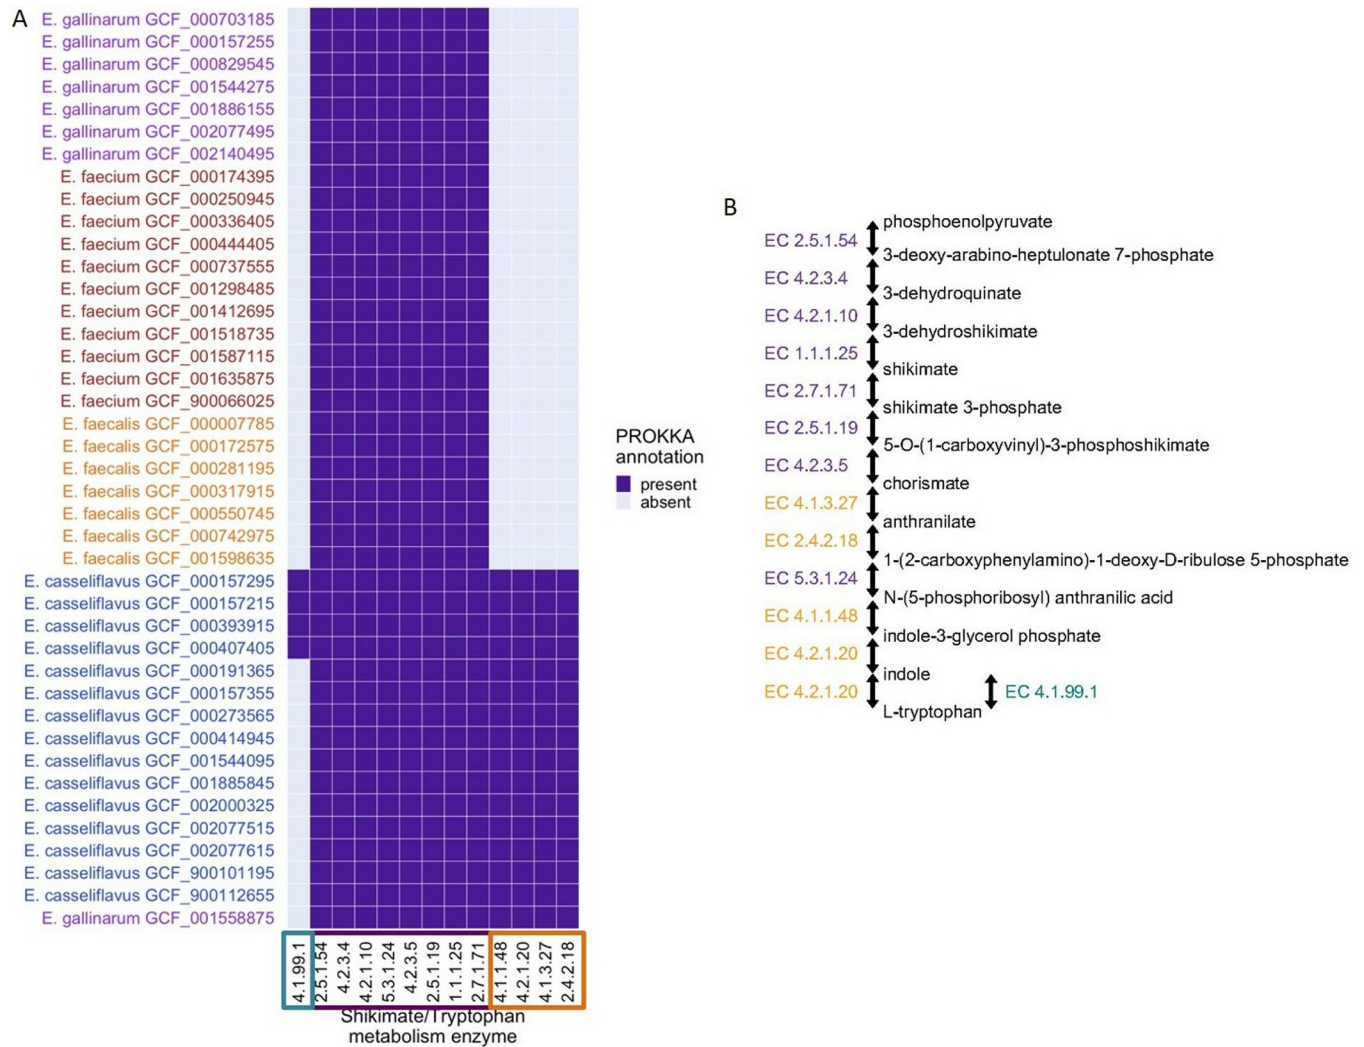 A
E. gallinarum GCF_000703185
E. gallinarum GCF_000157255
E. gallinarum GCF_000829545
E. gallinarum GCF_001544275
E. gallinarum GCF_001886155
E. gallinarum GCF_002077495
E. gallinarum GCF_002140495
E. faecium GCF_000174395
E. faecium GCF_000250945
E. faecium GCF_000336405
E. faecium GCF_000444405
E. faecium GCF_000737555
E. faecium GCF_001298485
E. faecium GCF_001412695
E. faecium GCF_001518735
E. faecium GCF_001587115
E. faecium GCF_001635875
E. faecium GCF_900066025
E. faecalis GCF_000007785
E. faecalis GCF_000172575
E. faecalis GCF_000281195
E. faecalis GCF_000317915
E. faecalis GCF_000550745
E. faecalis GCF_000742975
E. faecalis GCF_001598635
E. casseliflavus GCF_000157295
E. casseliflavus GCF_000157215
E. casseliflavus GCF_000393915
E. casseliflavus GCF_000407405
E. casseliflavus GCF_000191365
E. casseliflavus GCF_000157355
E. casseliflavus GCF_000273565
E. casseliflavus GCF_000414945
E. casseliflavus GCF_001544095
E. casseliflavus GCF_001885845
E. casseliflavus GCF_002000325
E. casseliflavus GCF_002077515
E. casseliflavus GCF_002077615
E. casseliflavus GCF_900101195
E. casseliflavus GCF_900112655
E. gallinarum GCF_001558875
4.1.99.1
2.5.1.54
4.2.3.4
4.2.1.10
5.3.1.24
4.2.3.5
2.5.1.19
1.1.1.25
2.7.1.71
4.1.1.48
4.2.1.20
4.1.3.27
2.4.2.18
Shikimate/Tryptophan
metabolism enzyme
PROKKA
annotation
present
absent
B
phosphoenolpyruvate
EC 2.5.1.54
3-deoxy-arabino-heptulonate 7-phosphate
EC 4.2.3.4
3-dehydroquinate
EC 4.2.1.10
3-dehydroshikimate
EC 1.1.1.25
shikimate
EC 2.7.1.71
shikimate 3-phosphate
EC 2.5.1.19
5-O-(1-carboxyvinyl)-3-phosphoshikimate
EC 4.2.3.5
chorismate
EC 4.1.3.27
anthranilate
EC 2.4.2.18
1-(2-carboxyphenylamino)-1-deoxy-D-ribulose 5-phosphate
EC 5.3.1.24
N-(5-phosphoribosyl) anthranilic acid
EC 4.1.1.48
indole-3-glycerol phosphate
EC 4.2.1.20
indole
EC 4.2.1.20
EC 4.1.99.1
L-tryptophan